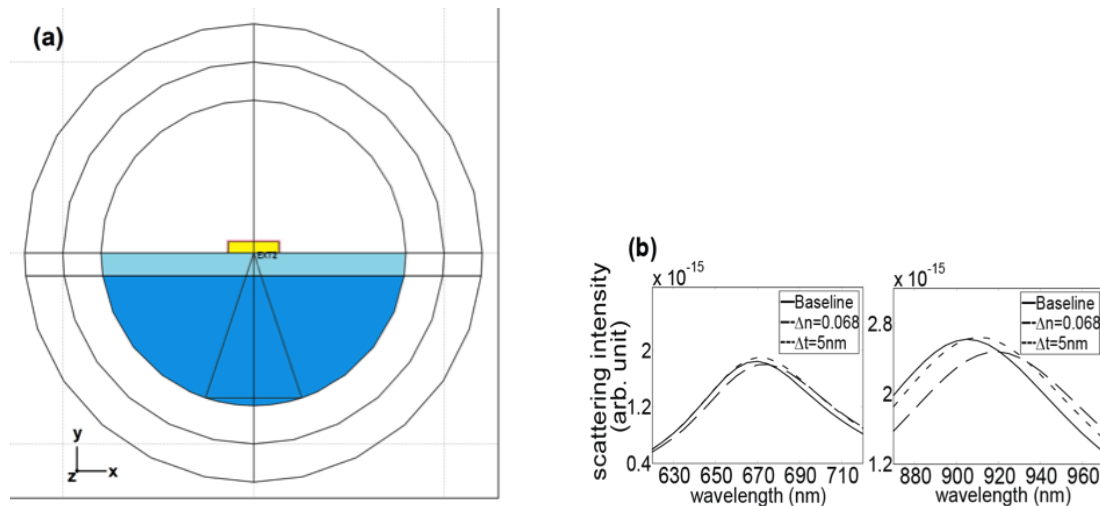 (a)
EXT2
y
z
x
(b)
x 10⁻¹⁵
x 10⁻¹⁵
scattering intensity
(arb. unit)
2
1.2
0.4
Baseline
Δn=0.068
Δt=5nm
630 650 670 690 710
wavelength (nm)
2.8
2
1.2
Baseline
Δn=0.068
Δt=5nm
880 900 920 940 960
wavelength (nm)